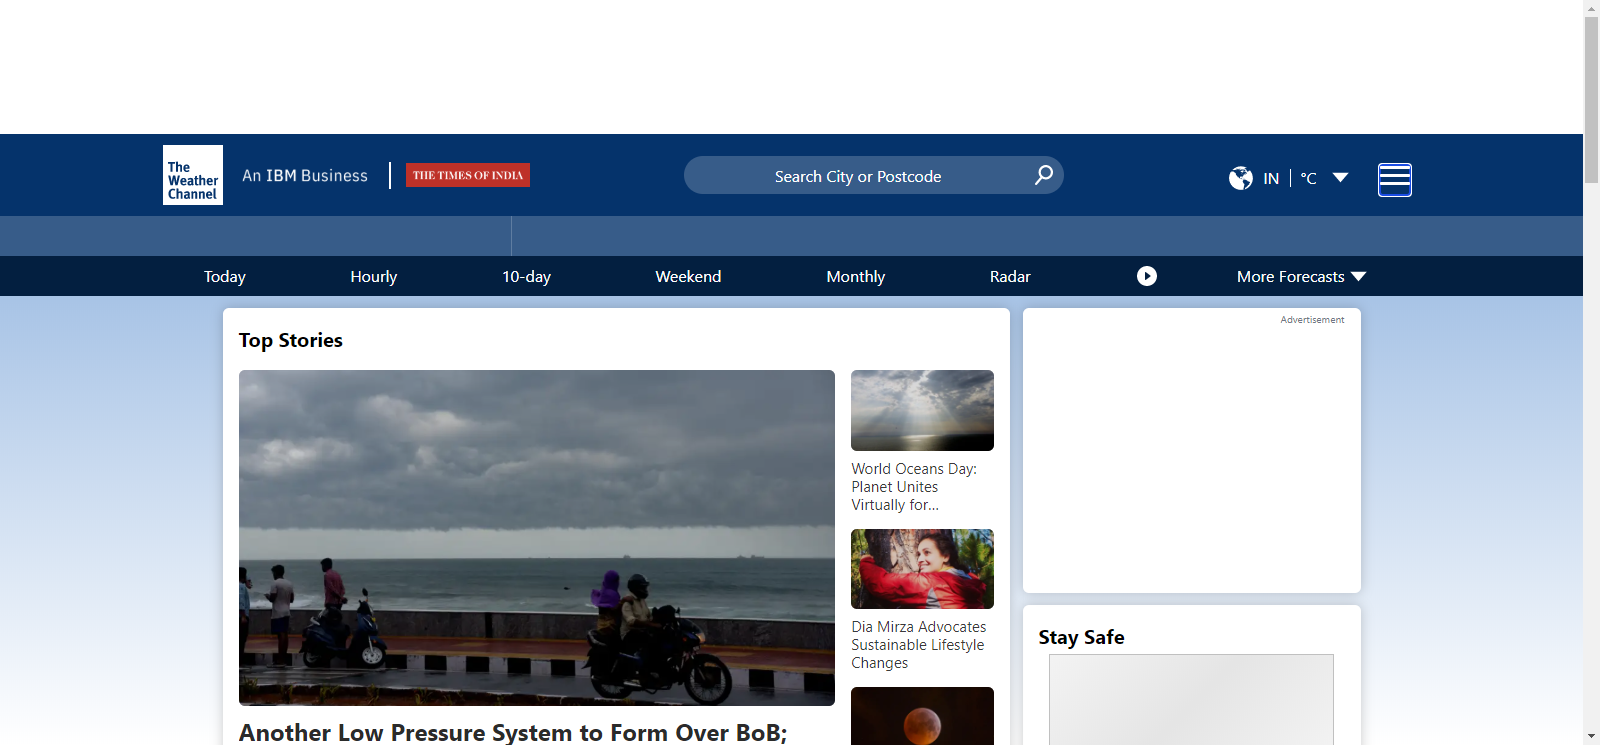 The
Weather
Channel
An IBM Business
THE TIMES OF INDIA
Search City or Postcode
IN
°C
Today
Hourly
10-day
Weekend
Monthly
Radar
More Forecasts
Top Stories
World Oceans Day:
Planet Unites
Virtually for...
Dia Mirza Advocates
Sustainable Lifestyle
Changes
Another Low Pressure System to Form Over BoB;
Advertisement
Stay Safe